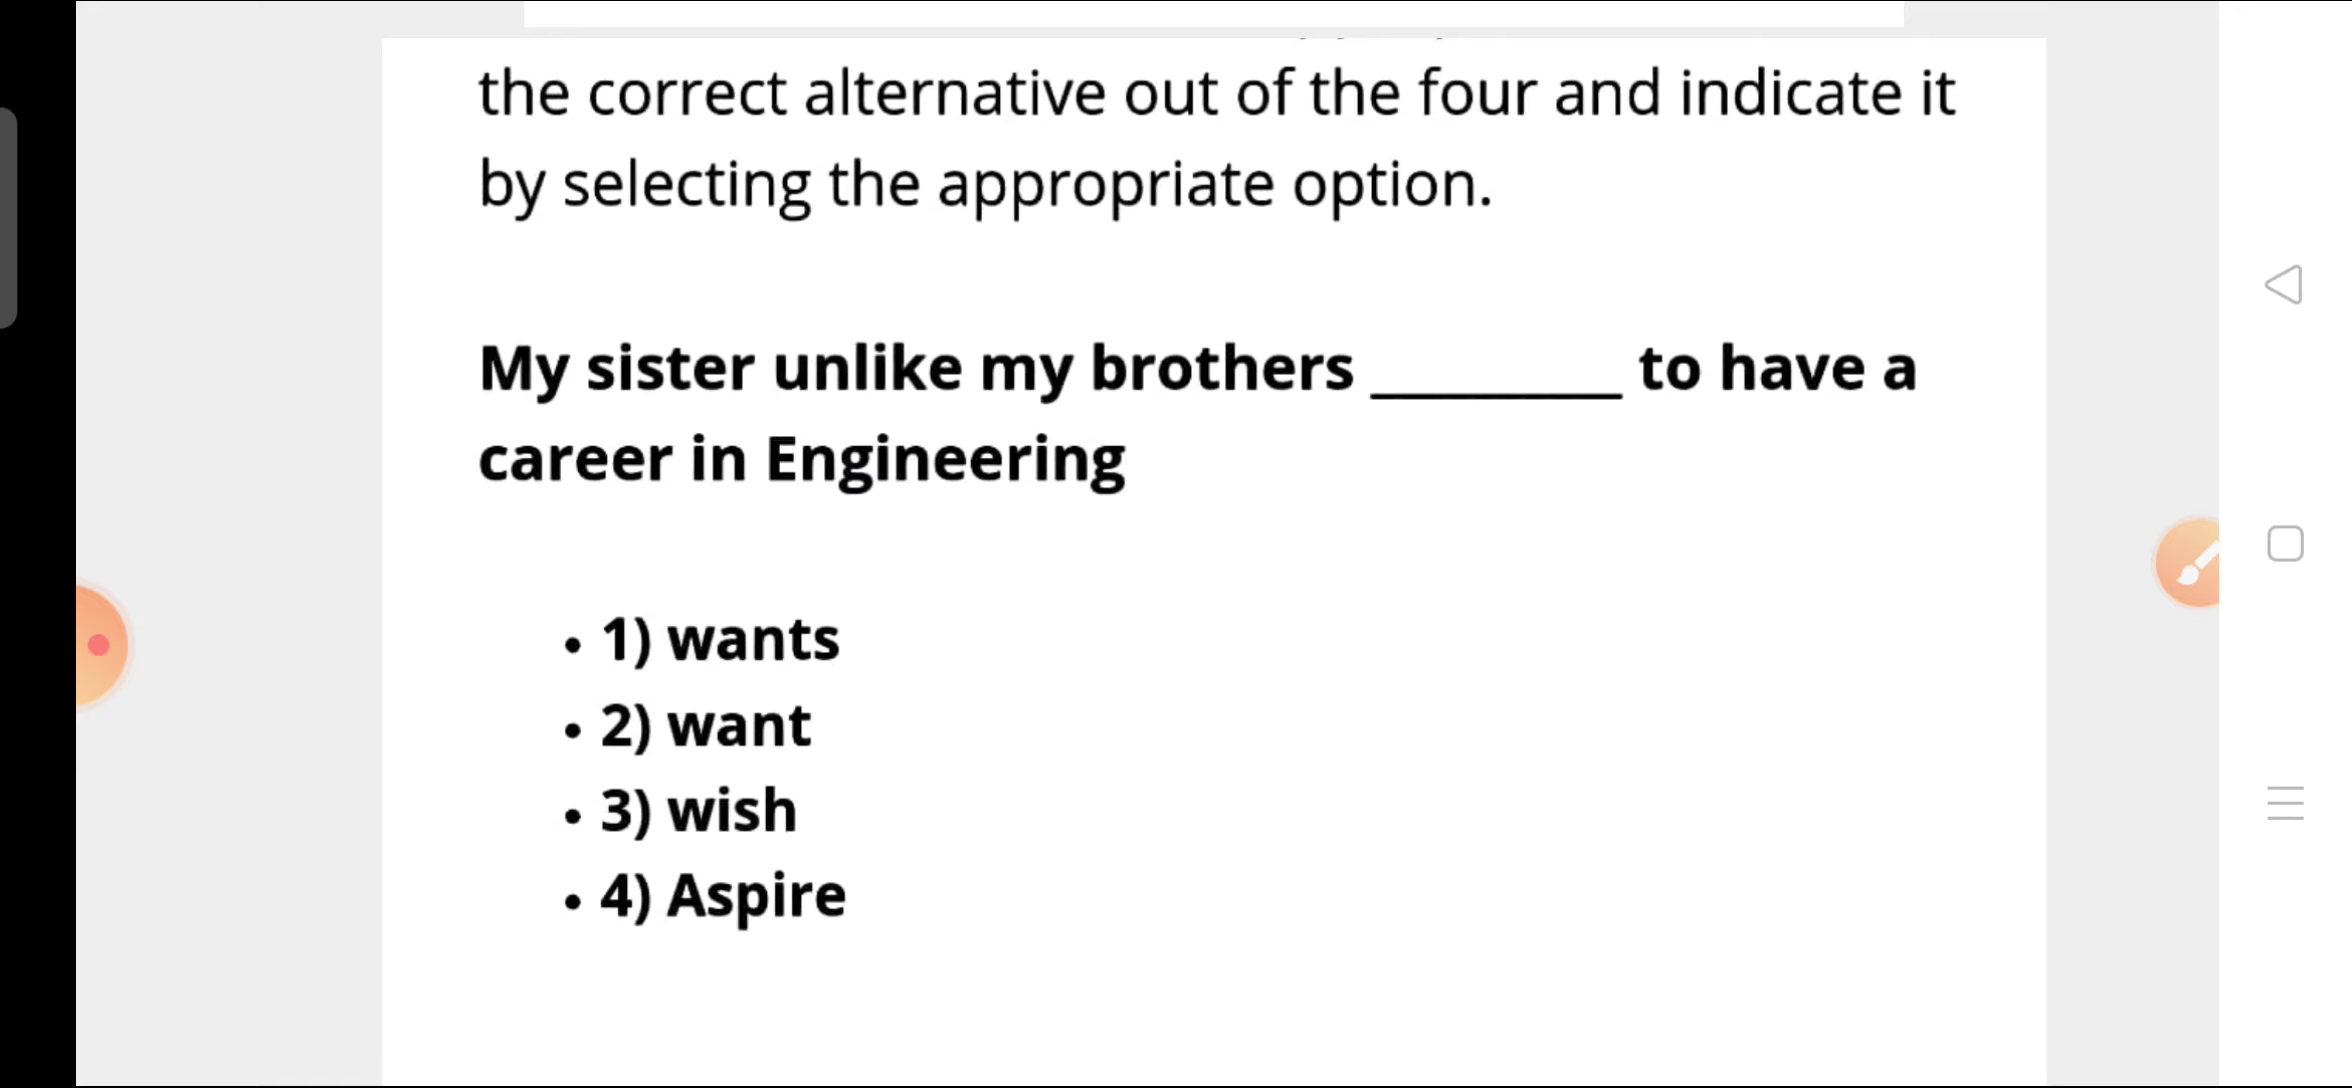 the correct alternative out of the four and indicate it
by selecting the appropriate option.
My sister unlike my brothers ________ to have a
career in Engineering
• 1) wants
• 2) want
• 3) wish
• 4) Aspire